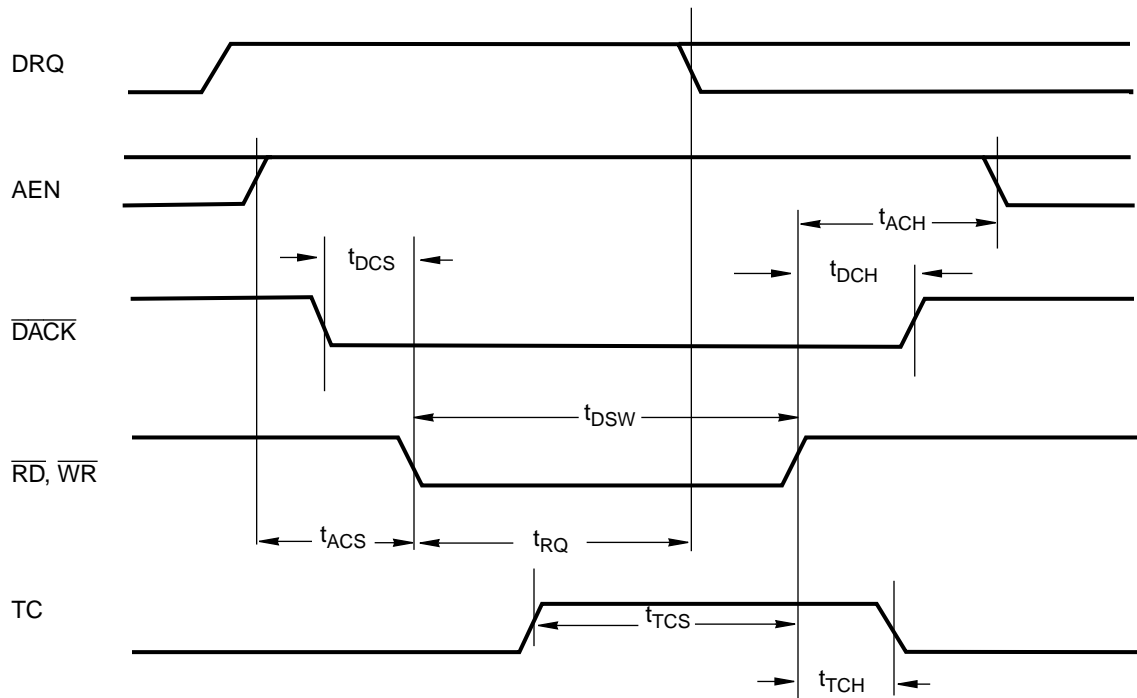 DRQ
AEN
tACH
tDCS
tDCH
DACK
tDSW
RD, WR
tACS
tRQ
TC
tTCS
tTCH